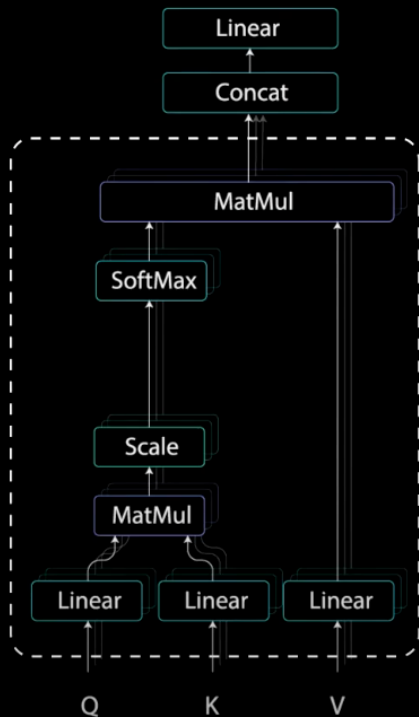 Linear
Concat
MatMul
SoftMax
Scale
MatMul
Linear Linear Linear
Q K V